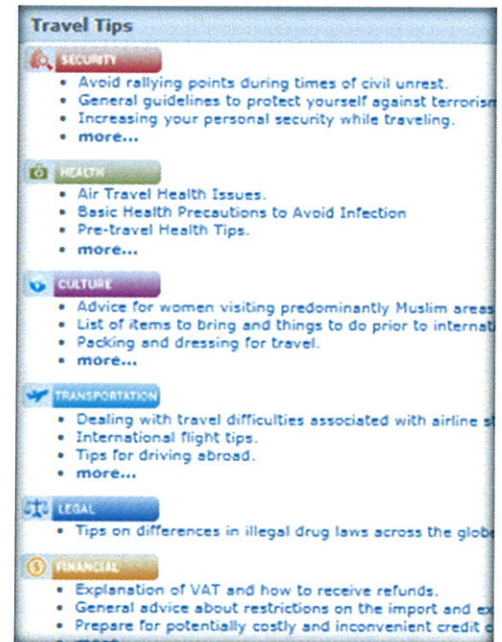 Travel Tips
SECURITY
• Avoid rallying points during times of civil unrest.
• General guidelines to protect yourself against terrorism
• Increasing your personal security while traveling.
• more...
HEALTH
• Air Travel Health Issues.
• Basic Health Precautions to Avoid Infection
• Pre-travel Health Tips.
• more...
CULTURE
• Advice for women visiting predominantly Muslim areas
• List of items to bring and things to do prior to internat
• Packing and dressing for travel.
• more...
TRANSPORTATION
• Dealing with travel difficulties associated with airline
• International flight tips.
• Tips for driving abroad.
• more...
LEGAL
• Tips on differences in illegal drug laws across the globe
FINANCIAL
• Explanation of VAT and how to receive refunds.
• General advice about restrictions on the import and
• Prepare for potentially costly and inconvenient credit